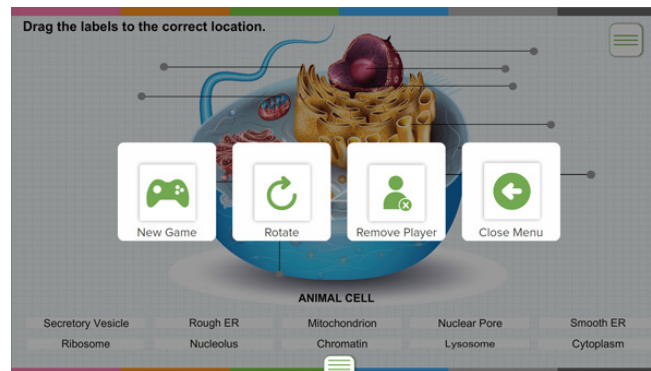 Drag the labels to the correct location.
New Game Rotate Remove Player Close Menu
ANIMAL CELL
Secretory Vesicle Rough ER Mitochondrion Nuclear Pore Smooth ER
Ribosome Nucleolus Chromatin Lysosome Cytoplasm